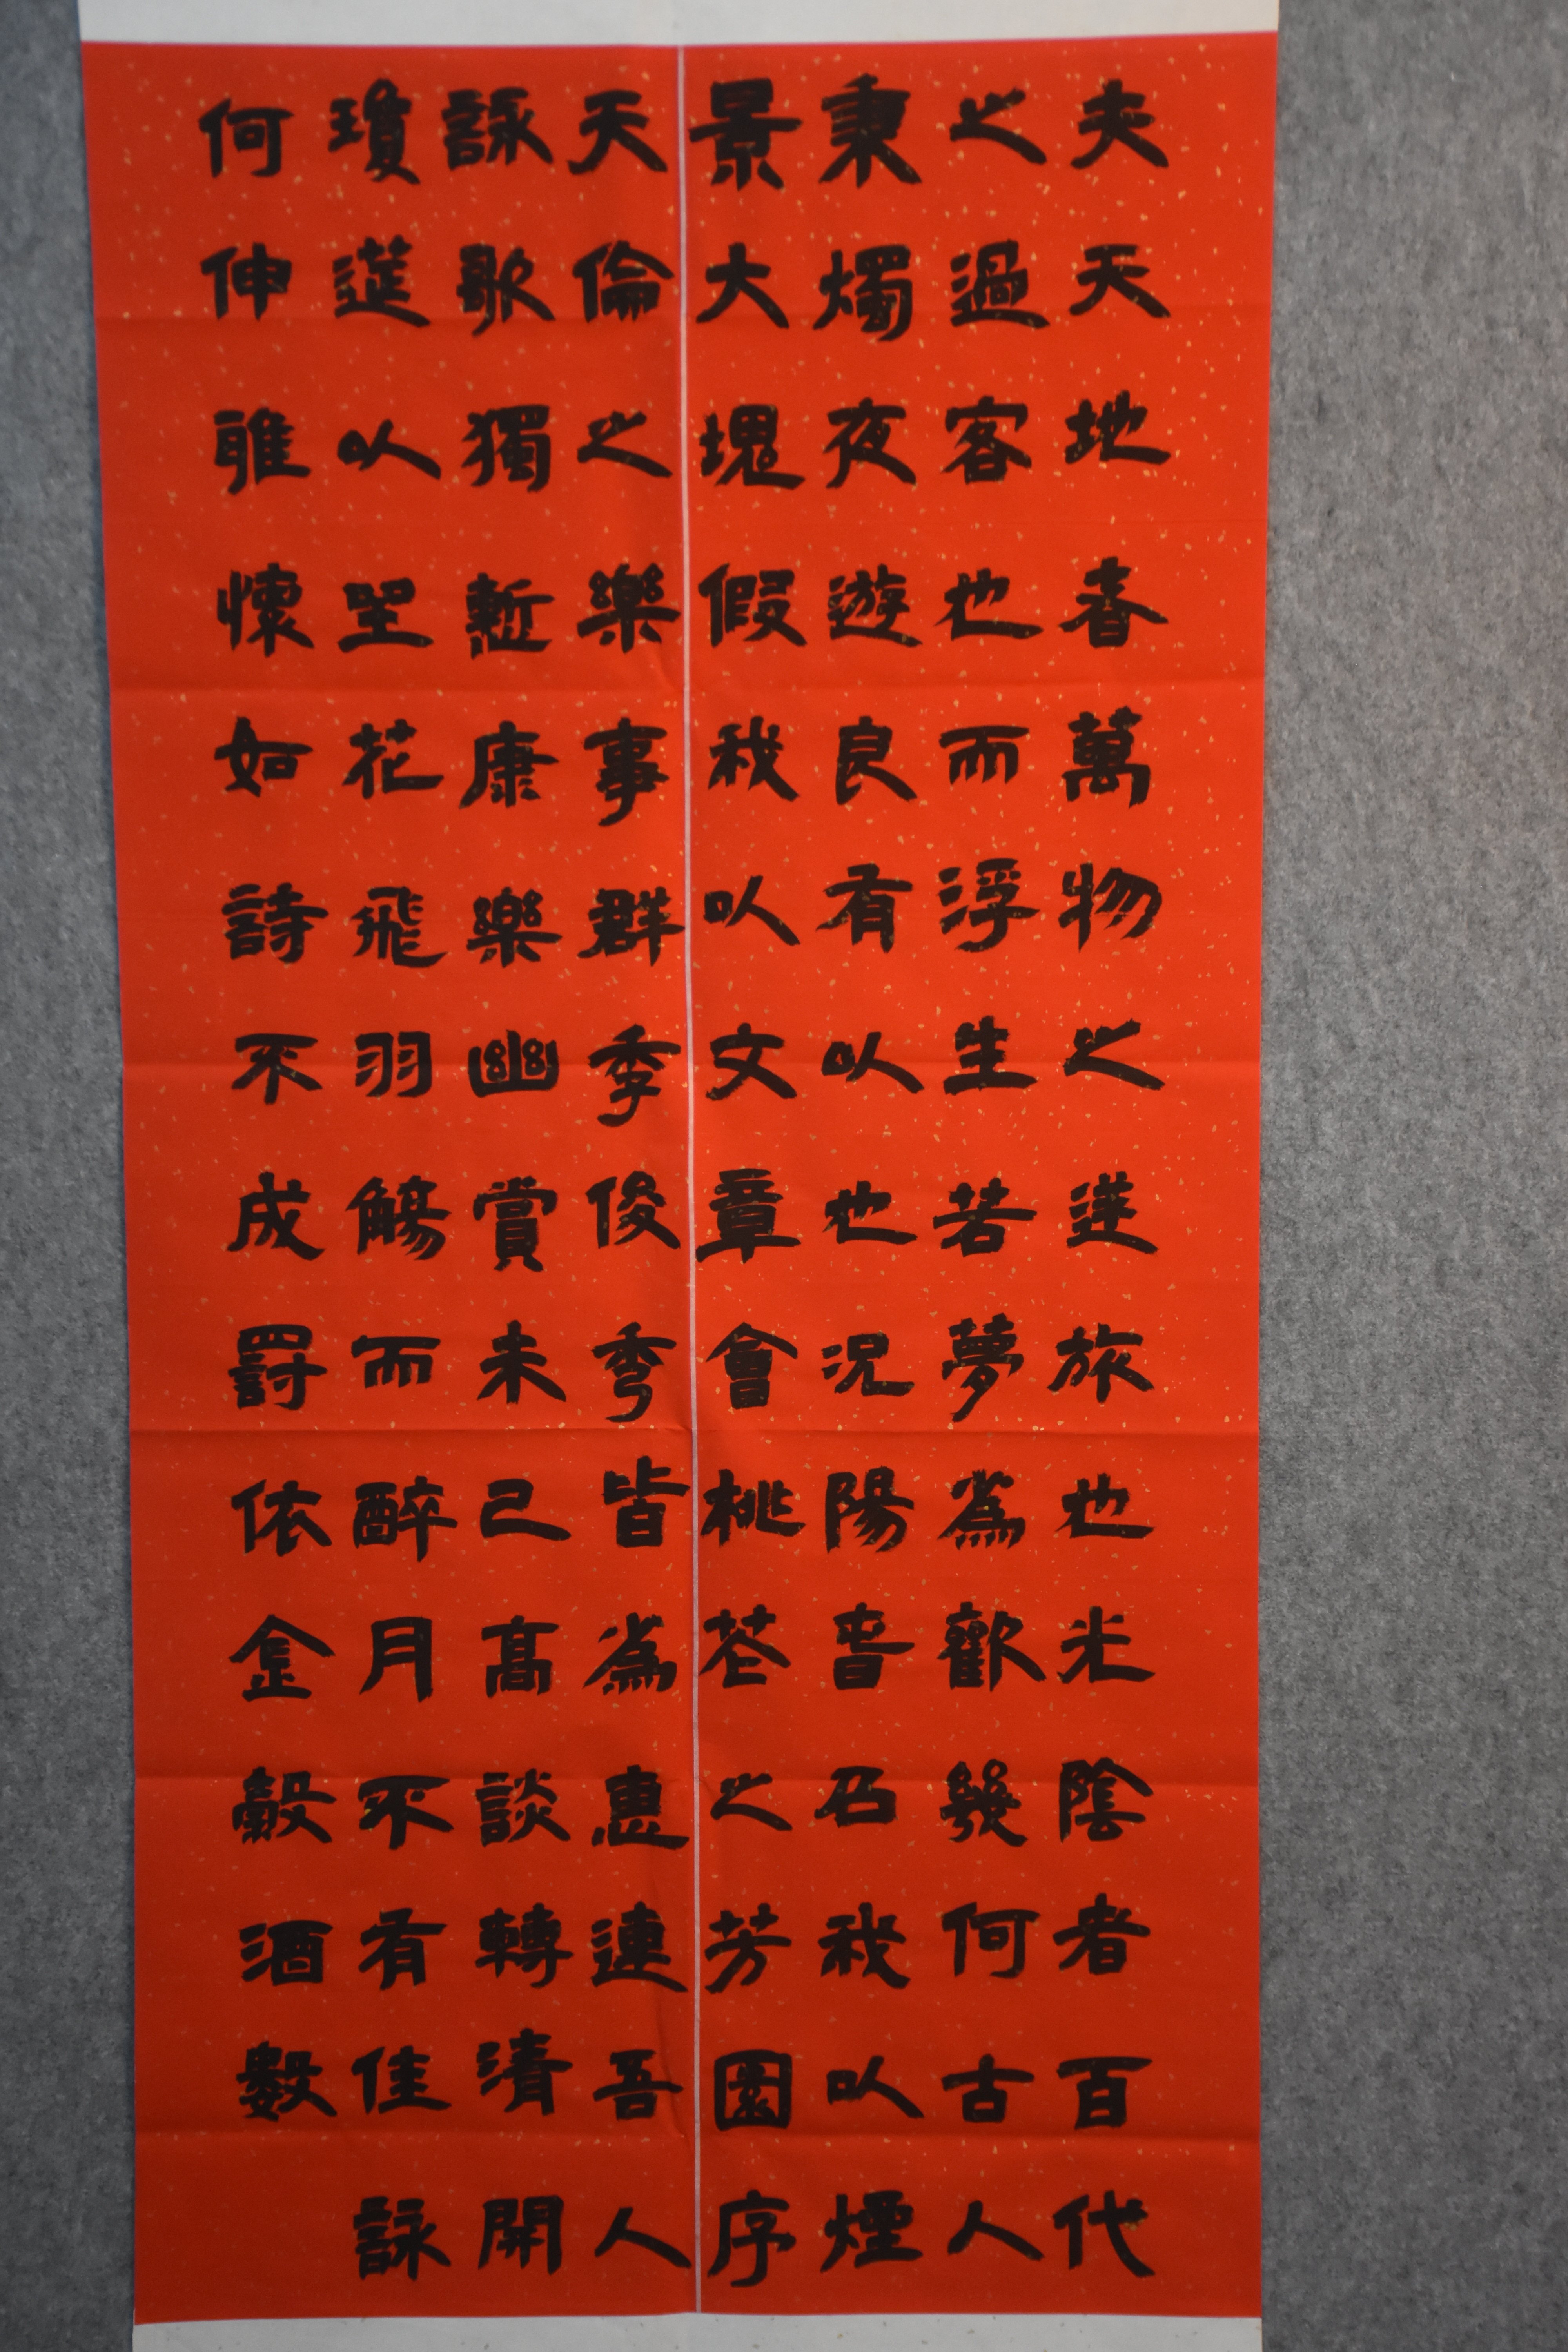 夫天地春萬物之逆旅也光陰者百代
之過客也而浮生若夢為歡幾何古人
秉燭夜遊良有以也況陽春召我以煙
景大塊假我以文章會桃花之芳園序
天倫之樂事群季俊秀皆為惠連吾人
詠歌獨慙康樂幽賞未已高談轉清開
瓊筵以坐花飛羽觴而醉月不有佳詠
何伸雅懷如詩不成罰依金穀酒數